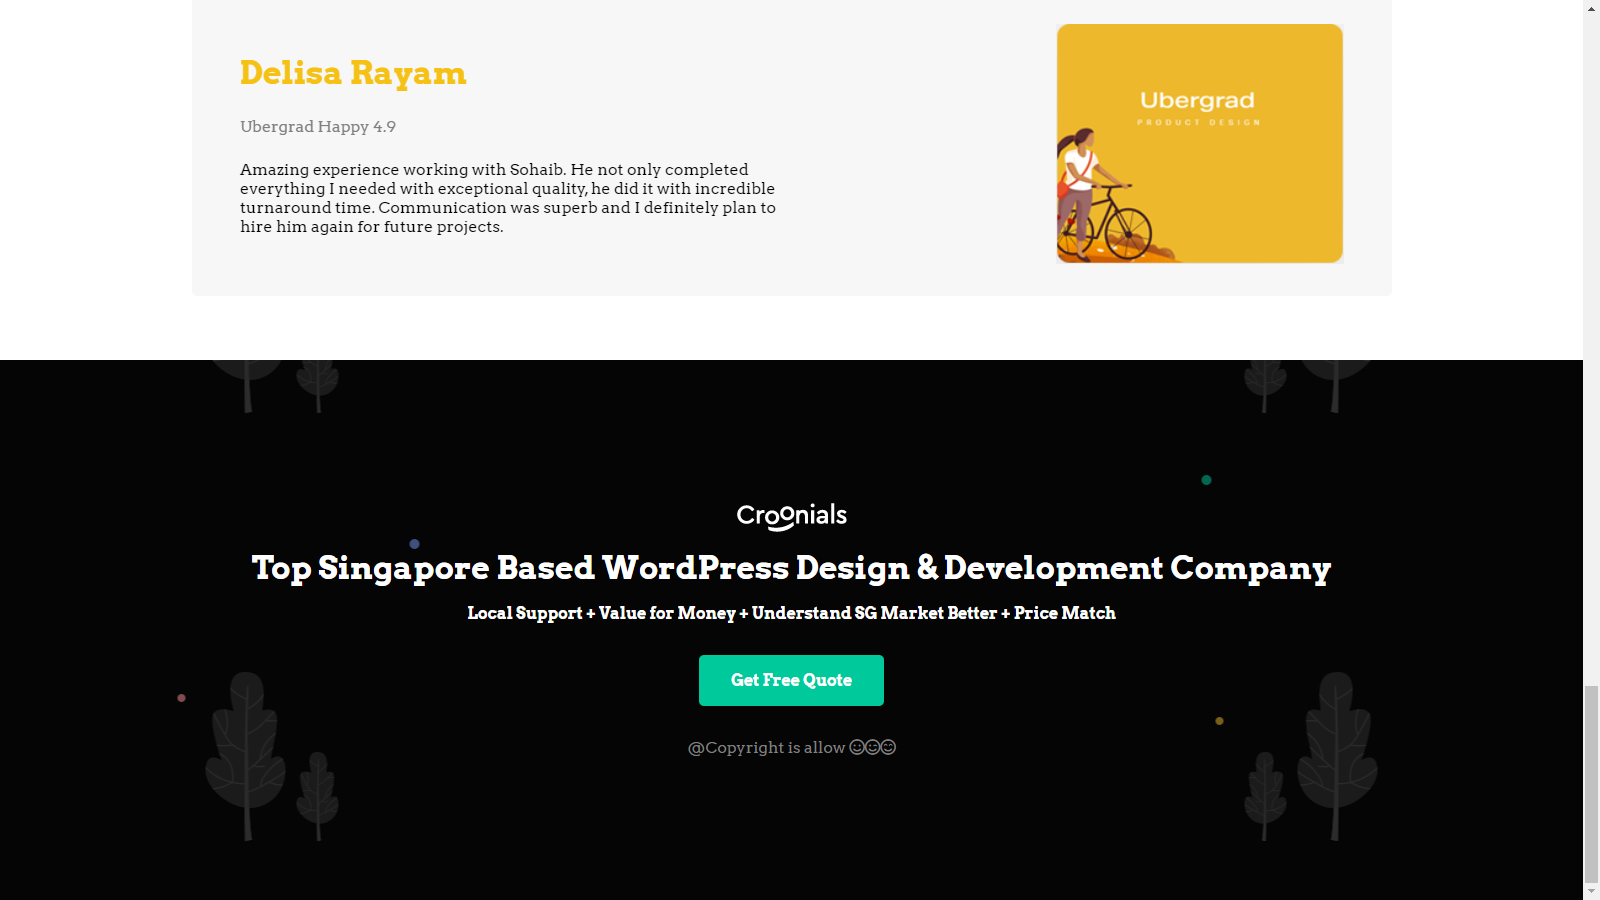 Delisa Rayam
Ubergrad Happy 4.9
Amazing experience working with Sohaib. He not only completed
everything I needed with exceptional quality, he did it with incredible
turnaround time. Communication was superb and I definitely plan to
hire him again for future projects.
Ubergrad
PRODUCT DESIGN
Croonials
Top Singapore Based WordPress Design & Development Company
Local Support + Value for Money + Understand SG Market Better + Price Match
Get Free Quote
@Copyright is allow ☺☺☺